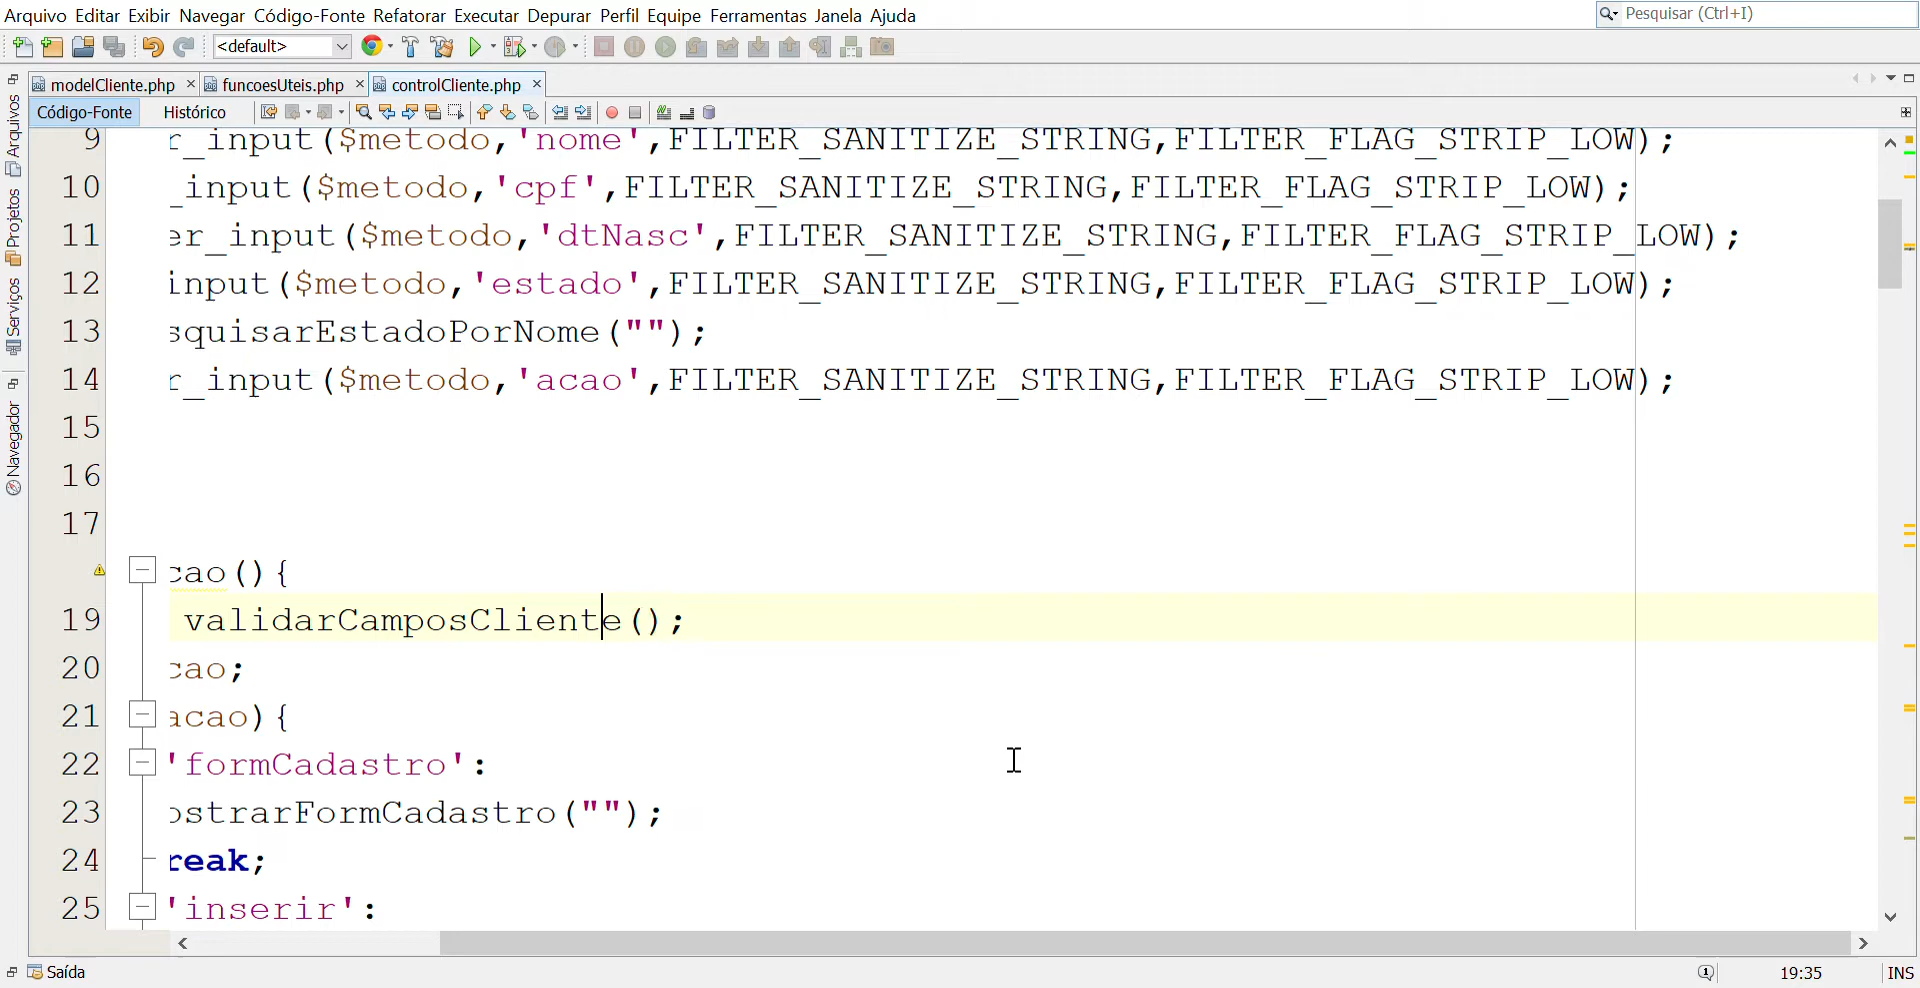 Arquivo Editar Exibir Navegar Código-Fonte Refatorar Executar Depurar Perfil Equipe Ferramentas Janela Ajuda
Pesquisar (Ctrl+I)
<default>
modelCliente.php
funcoesUteis.php
controlCliente.php
Código-Fonte
Histórico
Arquivos
Projetos
Serviços
Navegador
9 r_input($metodo,'nome',FILTER_SANITIZE_STRING,FILTER_FLAG_STRIP_LOW);
10 _input($metodo,'cpf',FILTER_SANITIZE_STRING,FILTER_FLAG_STRIP_LOW);
11 er_input($metodo,'dtNasc',FILTER_SANITIZE_STRING,FILTER_FLAG_STRIP_LOW);
12 input($metodo,'estado',FILTER_SANITIZE_STRING,FILTER_FLAG_STRIP_LOW);
13 squisarEstadoPorNome("");
14 r_input($metodo,'acao',FILTER_SANITIZE_STRING,FILTER_FLAG_STRIP_LOW);
15
16
17
cao(){
19 validarCamposCliente();
20 cao;
21 acao){
22 'formCadastro':
23 ostrarFormCadastro("");
24 reak;
25 'inserir':
Saída
1
19:35
INS